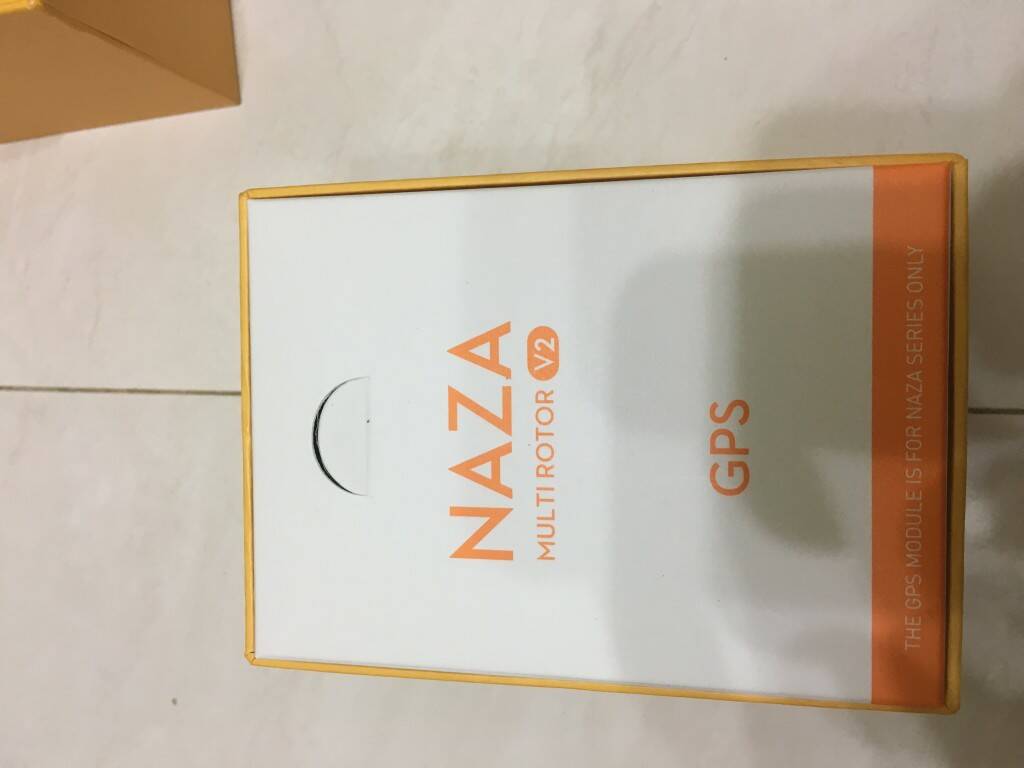 NAZA
MULTI ROTOR V2
GPS
THE GPS MODULE IS FOR NAZA SERIES ONLY